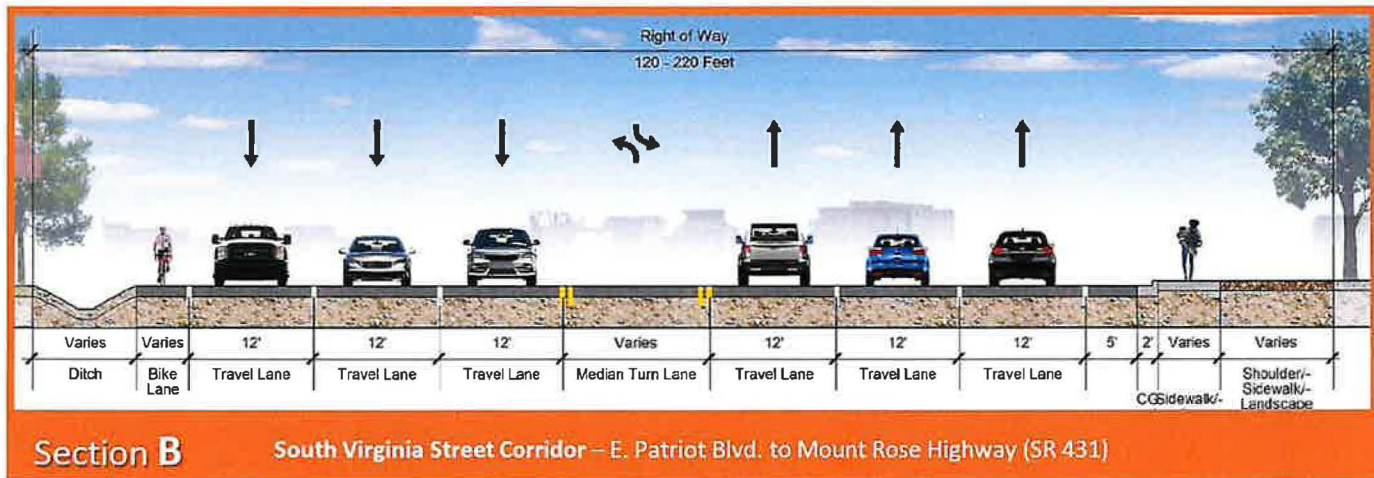 Right of Way
120 - 220 Feet
Varies Varies 12' 12' 12' Varies 12' 12' 12' 5' 2' Varies Varies
Ditch Bike Lane Travel Lane Travel Lane Travel Lane Median Turn Lane Travel Lane Travel Lane Travel Lane CGSidewalk/- Shoulder/- Sidewalk/- Landscape
Section B South Virginia Street Corridor – E. Patriot Blvd. to Mount Rose Highway (SR 431)